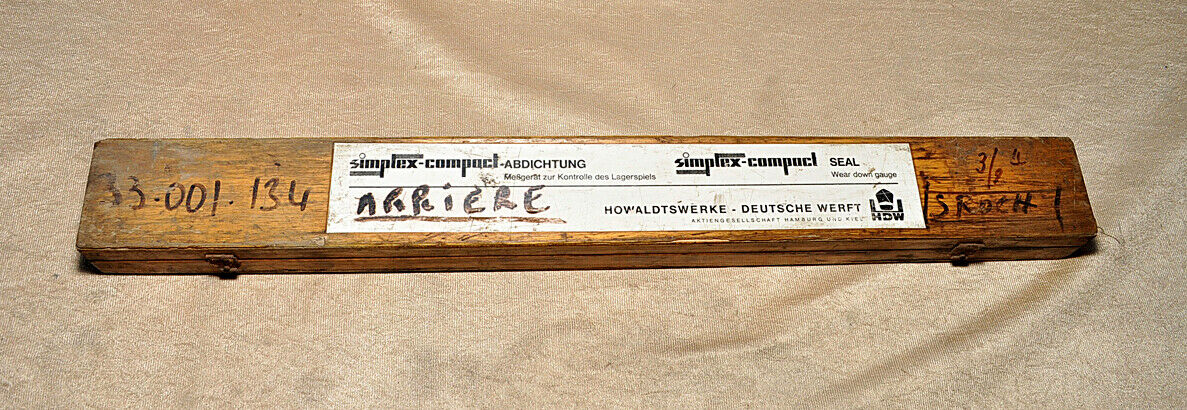 33-001.134
simplex-compact-ABDICHTUNG
Meßgerät zur Kontrolle des Lagerspiels
simplex-compact SEAL
Wear down gauge
ARRiERE
HOWALDTSWERKE - DEUTSCHE WERFT
AKTIENGESELLSCHAFT HAMBURG UND KIEL
HDW